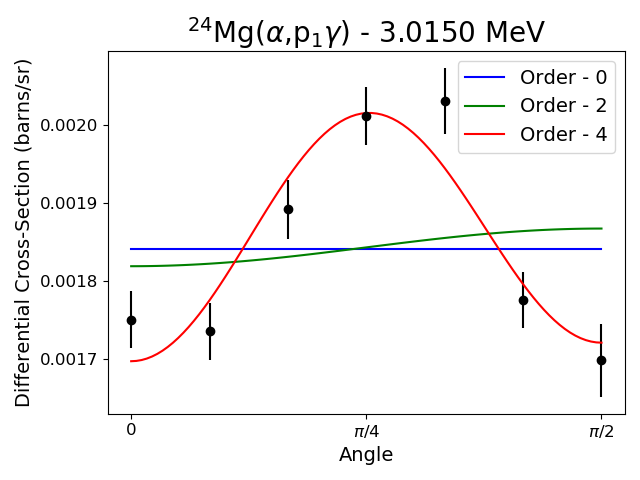 ²⁴Mg(α,p₁γ) - 3.0150 MeV
Order - 0
Order - 2
Order - 4
Differential Cross-Section (barns/sr)
0.0020
0.0019
0.0018
0.0017
0
π/4
π/2
Angle